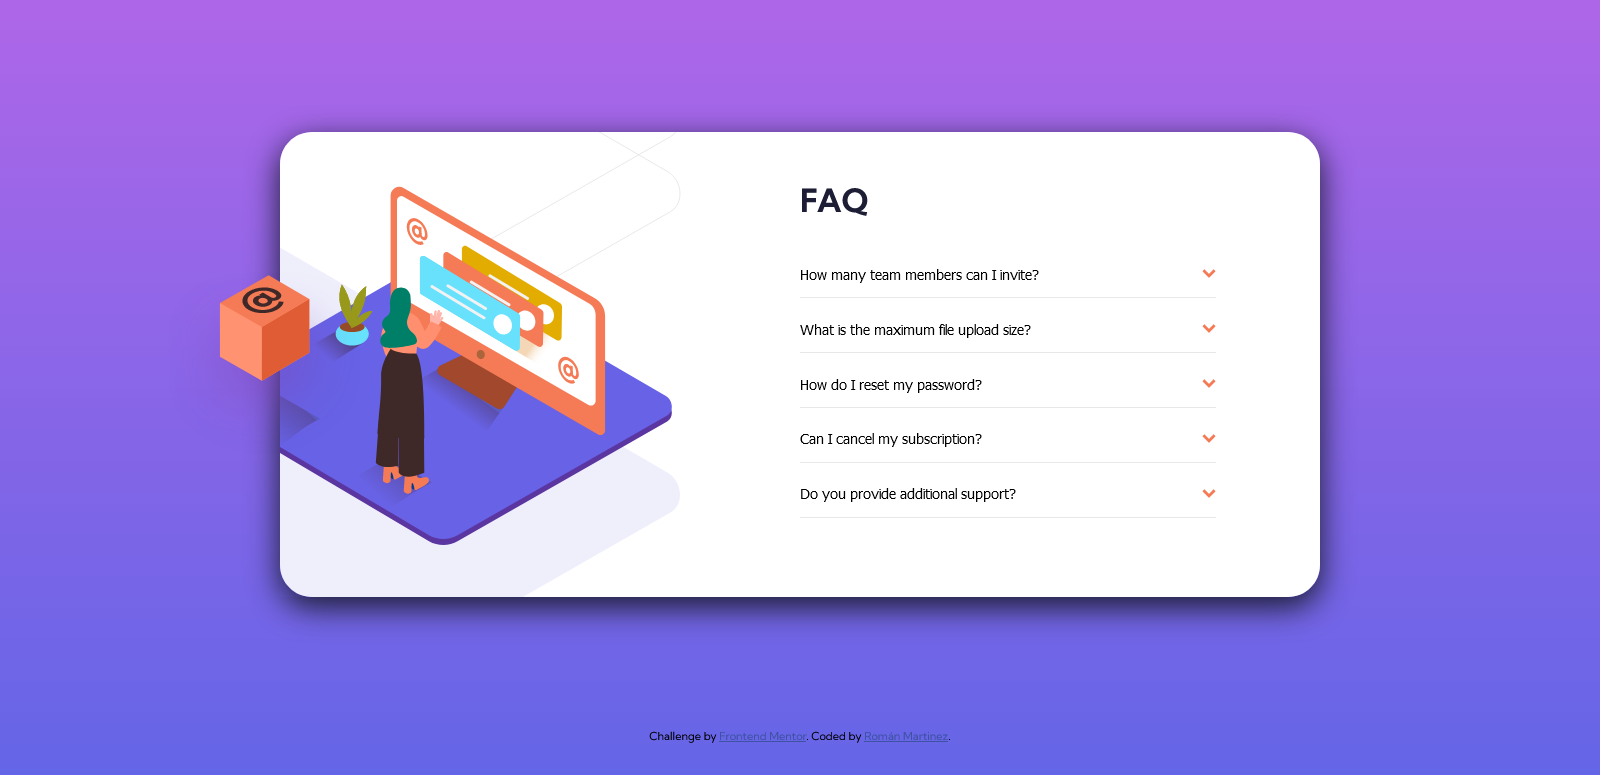 FAQ
How many team members can I invite?
What is the maximum file upload size?
How do I reset my password?
Can I cancel my subscription?
Do you provide additional support?
@
@
@
Challenge by Frontend Mentor. Coded by Román Martinez.